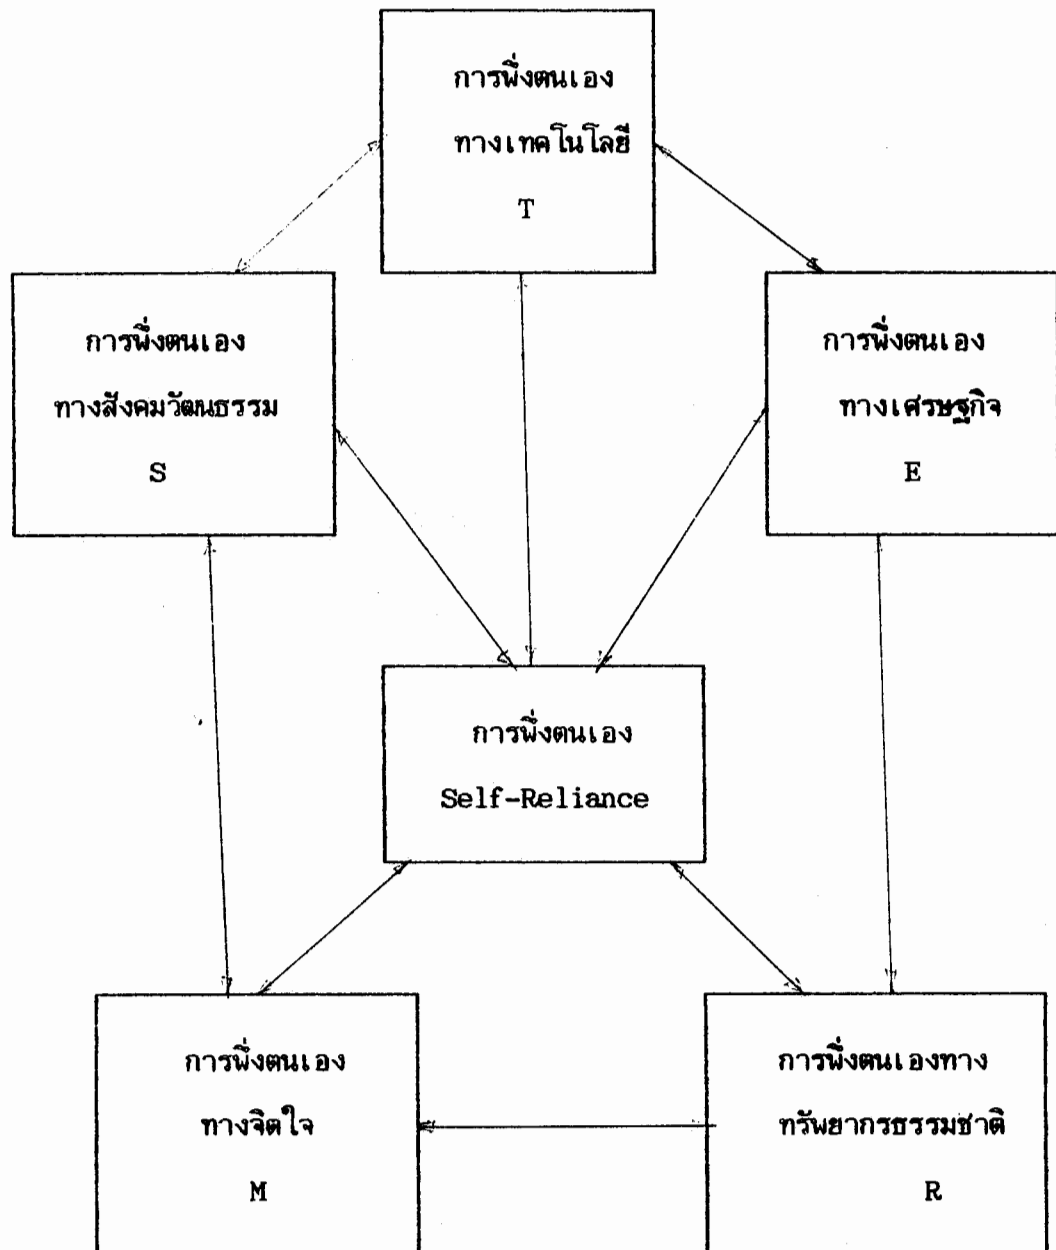 การพึ่งตนเอง
ทางเทคโนโลยี
T
การพึ่งตนเอง
ทางสังคมวัฒนธรรม
S
การพึ่งตนเอง
ทางเศรษฐกิจ
E
การพึ่งตนเอง
Self-Reliance
การพึ่งตนเอง
ทางจิตใจ
M
การพึ่งตนเองทาง
ทรัพยากรธรรมชาติ
R